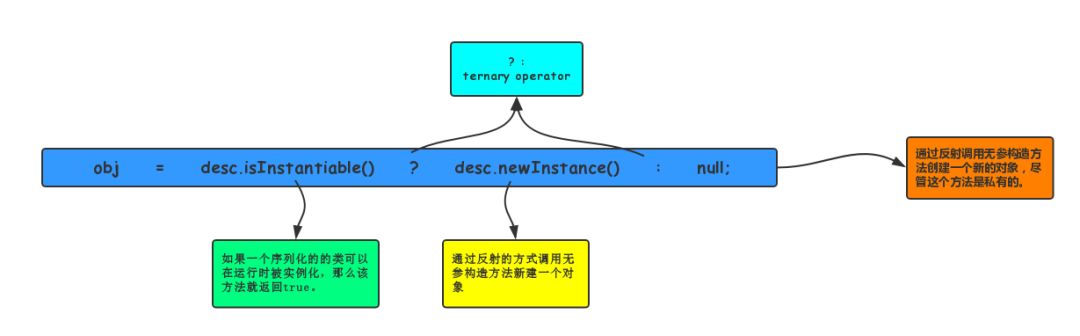 ? :
ternary operator
obj = desc.isInstantiable() ? desc.newInstance() : null;
通过反射调用无参构造方
法创建一个新的对象，尽
管这个方法是私有的。
如果一个序列化的的类可以
在运行时被实例化，那么该
方法就返回true。
通过反射的方式调用无
参构造方法新建一个对
象